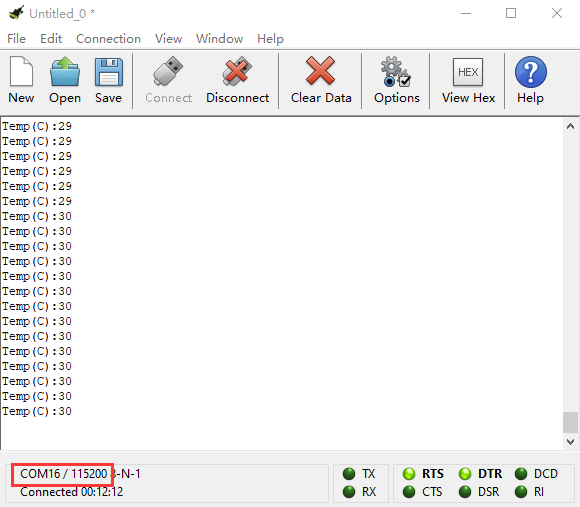 Untitled_0 *
File Edit Connection View Window Help
New Open Save Connect Disconnect Clear Data Options HEX View Hex Help
Temp(C):29
Temp(C):29
Temp(C):29
Temp(C):29
Temp(C):29
Temp(C):29
Temp(C):30
Temp(C):30
Temp(C):30
Temp(C):30
Temp(C):30
Temp(C):30
Temp(C):30
Temp(C):30
Temp(C):30
Temp(C):30
Temp(C):30
Temp(C):30
Temp(C):30
Temp(C):30
COM16 / 115200 8-N-1
Connected 00:12:12
TX RTS DTR DCD
RX CTS DSR RI